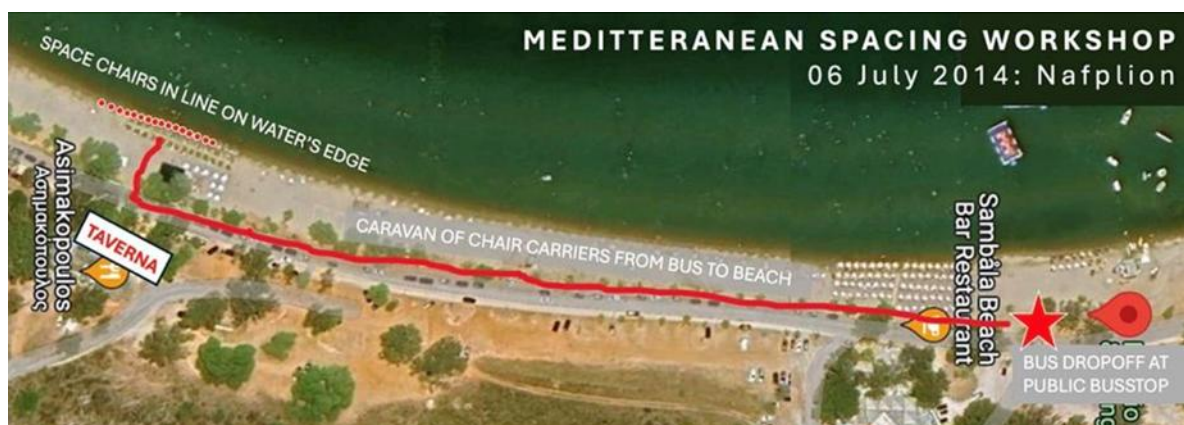 MEDITTERANEAN SPACING WORKSHOP
06 July 2014: Nafplion
SPACE CHAIRS IN LINE ON WATER'S EDGE
Asimakopoulos
Ασημακόπουλος
TAVERNA
CARAVAN OF CHAIR CARRIERS FROM BUS TO BEACH
Sambåla Beach
Bar Restaurant
BUS DROPOFF AT
PUBLIC BUSSTOP